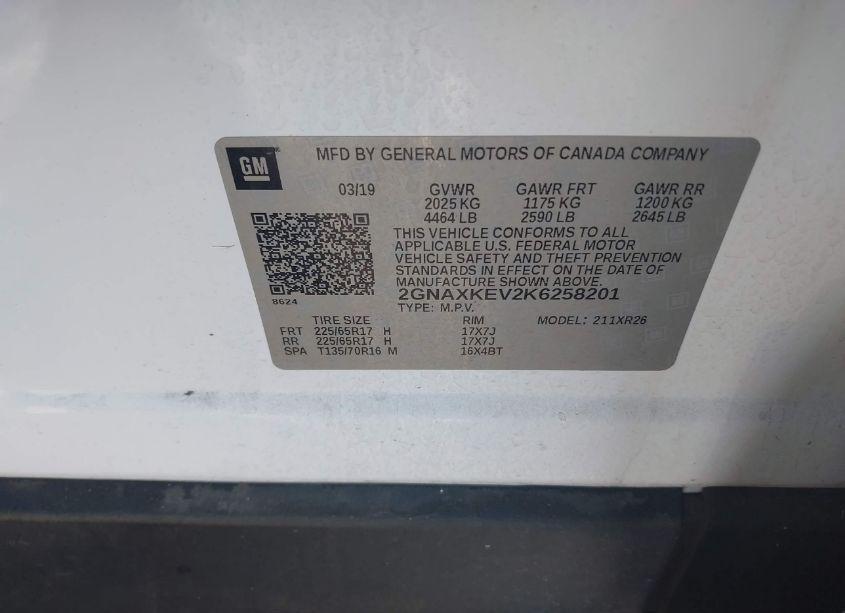 GM
MFD BY GENERAL MOTORS OF CANADA COMPANY
03/19 GVWR GAWR FRT GAWR RR
2025 KG 1175 KG 1200 KG
4464 LB 2590 LB 2645 LB
THIS VEHICLE CONFORMS TO ALL
APPLICABLE U.S. FEDERAL MOTOR
VEHICLE SAFETY AND THEFT PREVENTION
STANDARDS IN EFFECT ON THE DATE OF
MANUFACTURE SHOWN ABOVE.
8624
2GNAXKEV2K6258201
TYPE: M.P.V.
TIRE SIZE RIM MODEL: 211XR26
FRT 225/65R17 H 17X7J
RR 225/65R17 H 17X7J
SPA T135/70R16 M 16X4BT